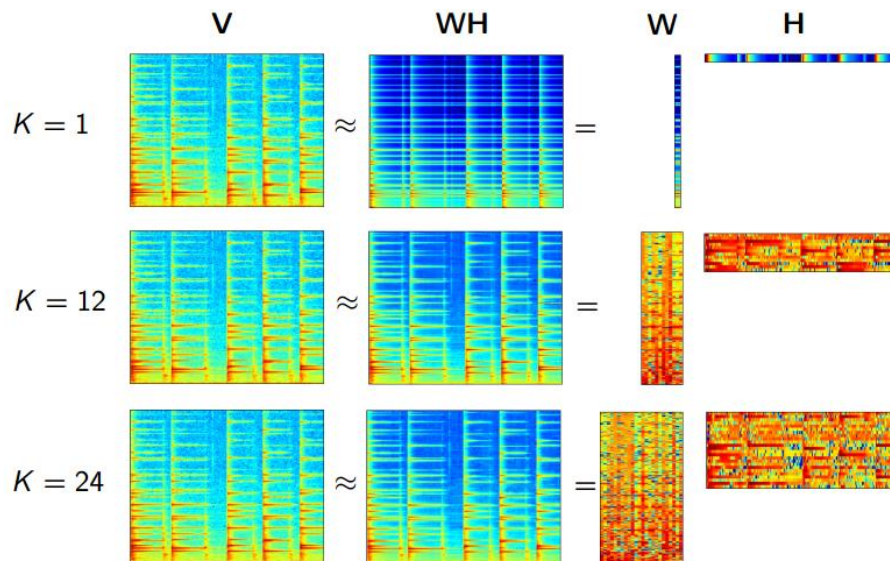 V WH W H
K = 1 ≈ =
K = 12 ≈ =
K = 24 ≈ =